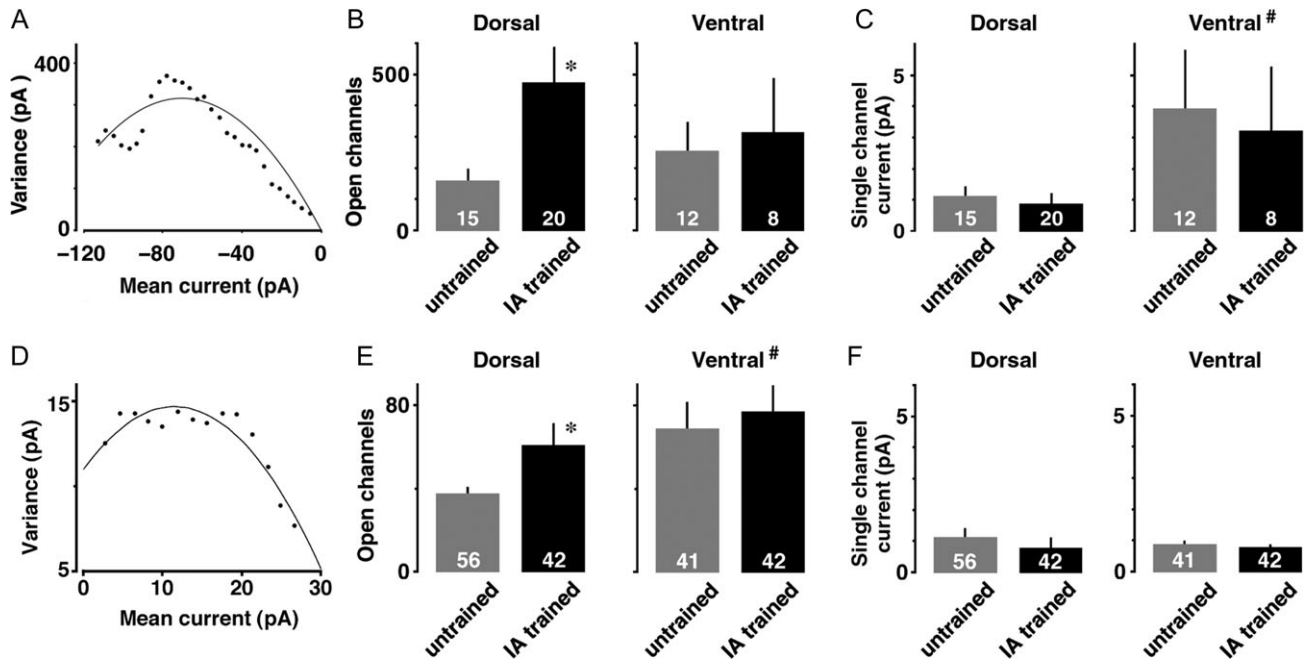 A
Variance (pA )
400
0
−120
−80
−40
0
Mean current (pA)
B
Dorsal
Ventral
Open channels
500
0
*
15
20
12
8
untrained
IA trained
untrained
IA trained
C
Dorsal
Ventral #
Single channel
current (pA)
5
0
5
0
15
20
12
8
untrained
IA trained
untrained
IA trained
D
Variance (pA)
15
5
0
10
20
30
Mean current (pA)
E
Dorsal
Ventral #
Open channels
80
0
*
56
42
41
42
untrained
IA trained
untrained
IA trained
F
Dorsal
Ventral
Single channel
current (pA)
5
0
5
0
56
42
41
42
untrained
IA trained
untrained
IA trained